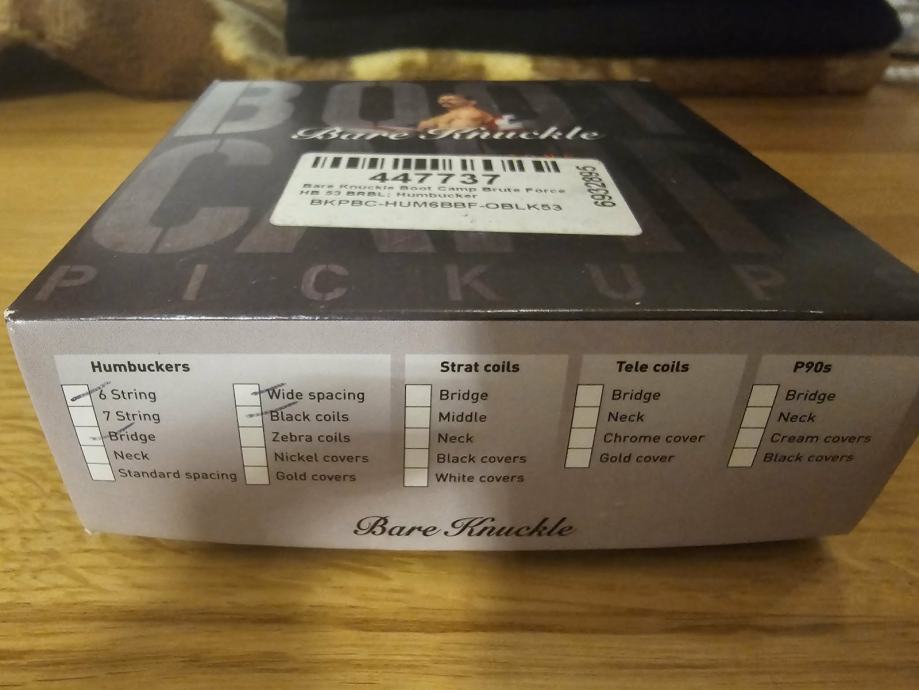 BOOT
Bare Knuckle
CAMP
447737
Bare Knuckle Boot Camp Brute Force
HB 53 BRBL; Humbucker
BKPBC-HUM6BBF-OBLK53
6992895
PICKUPS
Humbuckers
6 String
7 String
Bridge
Neck
Standard spacing
Wide spacing
Black coils
Zebra coils
Nickel covers
Gold covers
Strat coils
Bridge
Middle
Neck
Black covers
White covers
Tele coils
Bridge
Neck
Chrome cover
Gold cover
P90s
Bridge
Neck
Cream covers
Black covers
Bare Knuckle